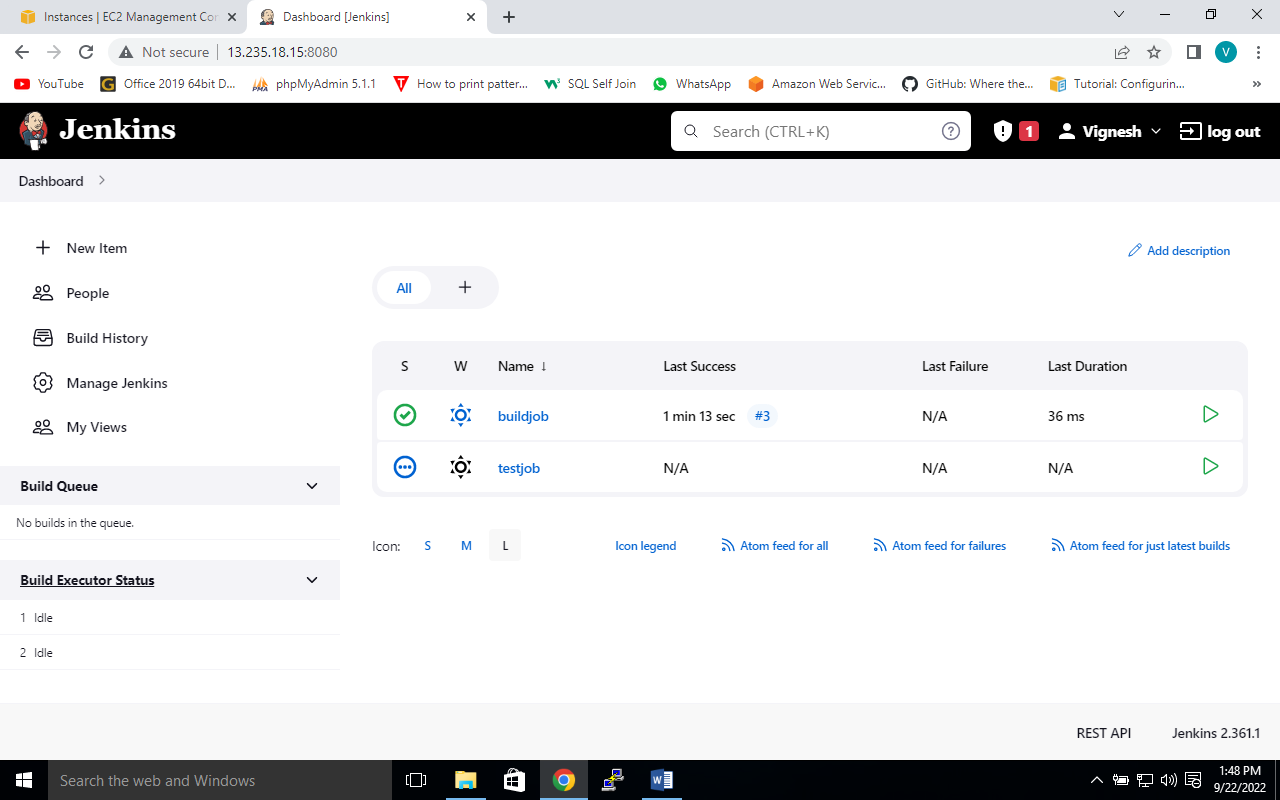 Instances | EC2 Management Con
Dashboard [Jenkins]
Not secure
13.235.18.15:8080
V
YouTube
Office 2019 64bit D...
phpMyAdmin 5.1.1
How to print patter...
SQL Self Join
WhatsApp
Amazon Web Servic...
GitHub: Where the...
Tutorial: Configurin...
»
Jenkins
Search (CTRL+K)
1
Vignesh
log out
Dashboard
New Item
People
Build History
Manage Jenkins
My Views
Build Queue
No builds in the queue.
Build Executor Status
1 Idle
2 Idle
Add description
All +
S W Name ↓ Last Success Last Failure Last Duration
buildjob 1 min 13 sec #3 N/A 36 ms
testjob N/A N/A N/A
Icon: S M L
Icon legend
Atom feed for all
Atom feed for failures
Atom feed for just latest builds
REST API
Jenkins 2.361.1
Search the web and Windows
1:48 PM
9/22/2022